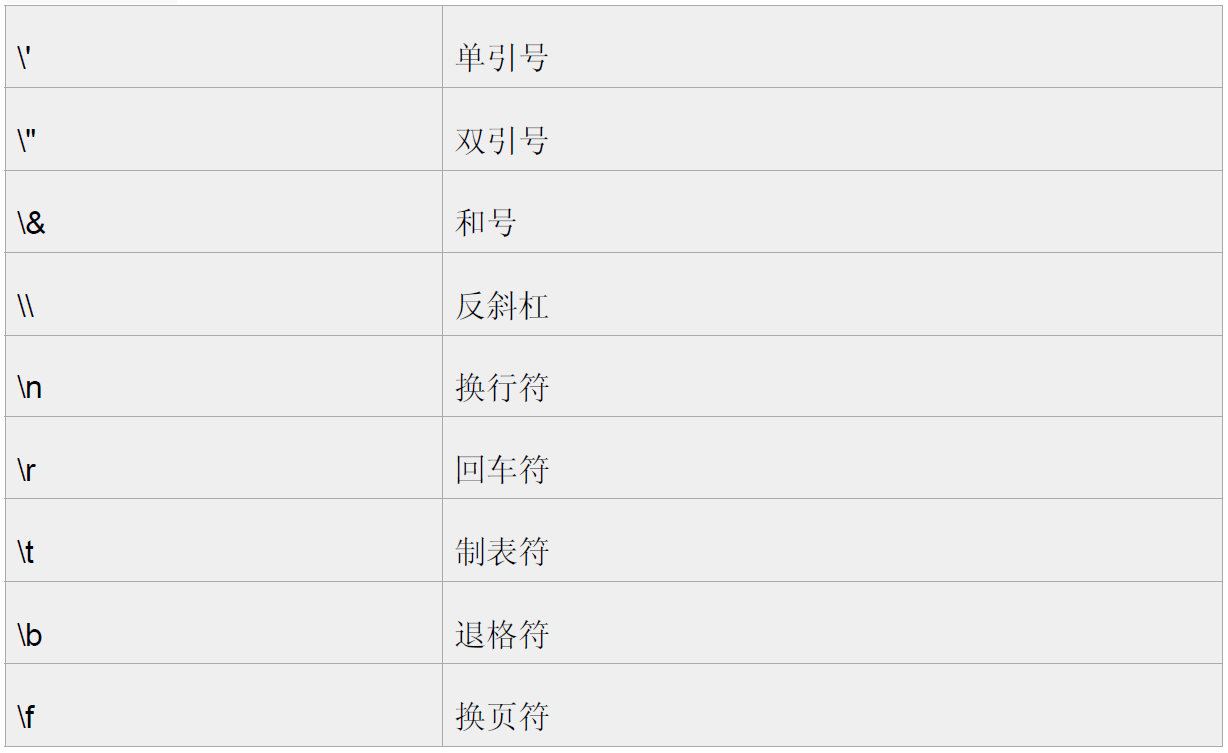 \' 单引号
\" 双引号
\& 和号
\\ 反斜杠
\n 换行符
\r 回车符
\t 制表符
\b 退格符
\f 换页符